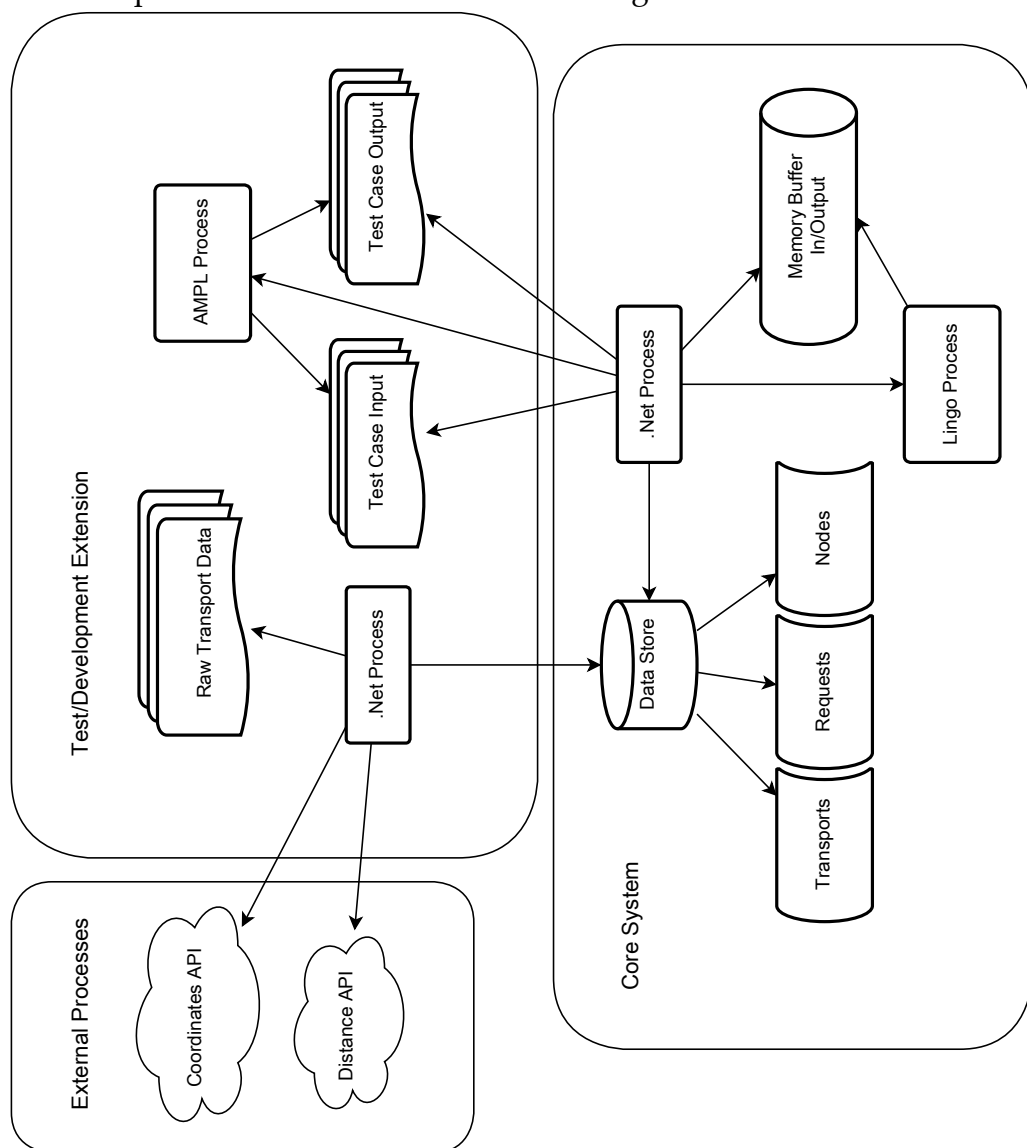 External Processes
Coordinates API
Distance API
Test/Development Extension
Raw Transport Data
AMPL Process
.Net Process
Test Case Input
Test Case Output
Core System
Data Store
.Net Process
Transports
Requests
Nodes
Memory Buffer
In/Output
Lingo Process